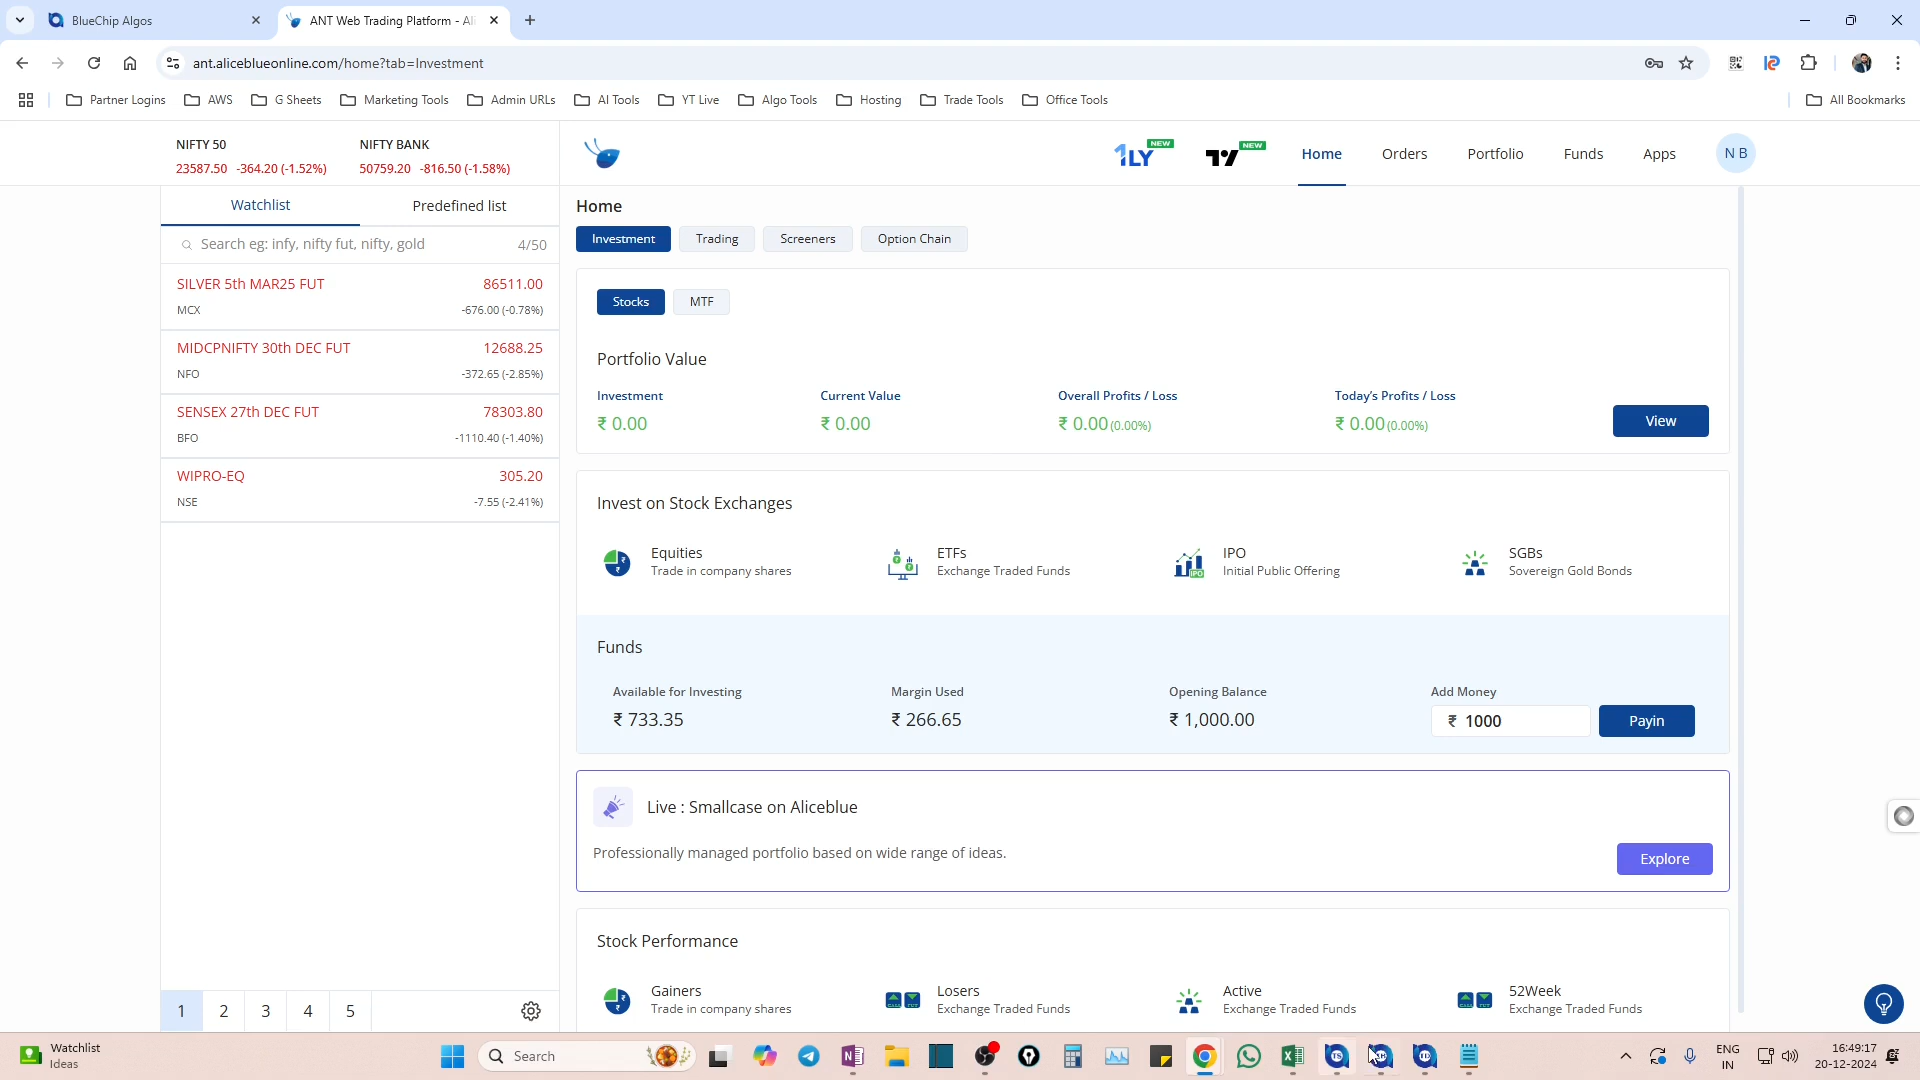 BlueChip Algos
ANT Web Trading Platform - Al
ant.aliceblueonline.com/home?tab=Investment
Partner Logins
AWS
G Sheets
Marketing Tools
Admin URLs
AI Tools
YT Live
Algo Tools
Hosting
Trade Tools
Office Tools
All Bookmarks
NIFTY 50
23587.50 -364.20 (-1.52%)
NIFTY BANK
50759.20 -816.50 (-1.58%)
1LY NEW
NEW
Home
Orders
Portfolio
Funds
Apps
N B
Watchlist
Predefined list
Search eg: infy, nifty fut, nifty, gold
4/50
SILVER 5th MAR25 FUT 86511.00
MCX -676.00 (-0.78%)
MIDCPNIFTY 30th DEC FUT 12688.25
NFO -372.65 (-2.85%)
SENSEX 27th DEC FUT 78303.80
BFO -1110.40 (-1.40%)
WIPRO-EQ 305.20
NSE -7.55 (-2.41%)
1 2 3 4 5
Home
Investment
Trading
Screeners
Option Chain
Stocks
MTF
Portfolio Value
Investment
₹ 0.00
Current Value
₹ 0.00
Overall Profits / Loss
₹ 0.00 (0.00%)
Today's Profits / Loss
₹ 0.00 (0.00%)
View
Invest on Stock Exchanges
Equities
Trade in company shares
ETFs
Exchange Traded Funds
IPO
Initial Public Offering
SGBs
Sovereign Gold Bonds
Funds
Available for Investing
₹ 733.35
Margin Used
₹ 266.65
Opening Balance
₹ 1,000.00
Add Money
₹ 1000
Payin
Live : Smallcase on Aliceblue
Professionally managed portfolio based on wide range of ideas.
Explore
Stock Performance
Gainers
Trade in company shares
Losers
Exchange Traded Funds
Active
Exchange Traded Funds
52Week
Exchange Traded Funds
Watchlist
Ideas
Search
ENG
IN
16:49:17
20-12-2024